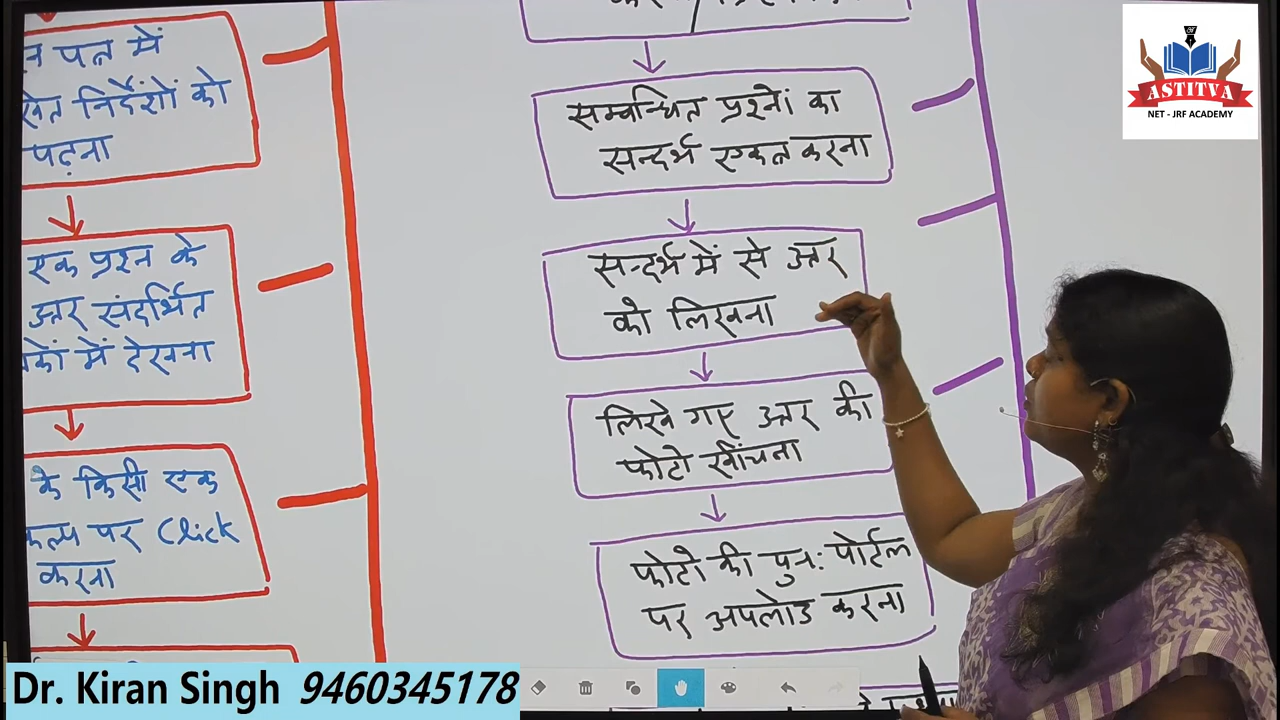 पत्र में
निर्देशों को
पढ़ना
एक प्रश्न के
उत्तर संदर्भित
में देखना
के किसी एक
पर Click
करना
सम्बन्धित प्रश्नों का
सन्दर्भ एकत्र करना
सन्दर्भ में से उत्तर
को लिखना
लिखे गए उत्तर की
फोटो खींचना
फोटो को पुनः पोर्टल
पर अपलोड करना
ASTITVA
NET - JRF ACADEMY
Dr. Kiran Singh 9460345178